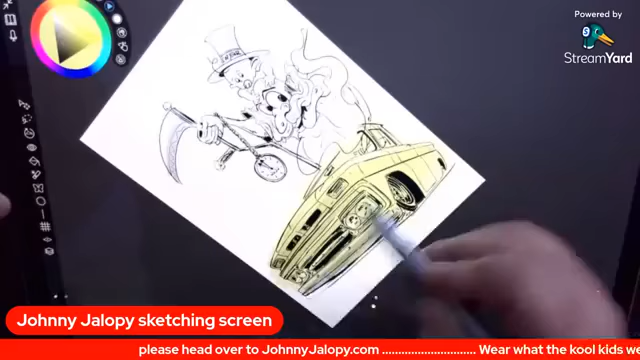 Powered by
StreamYard
Johnny Jalopy sketching screen
please head over to JohnnyJalopy.com ............................ Wear what the kool kids we